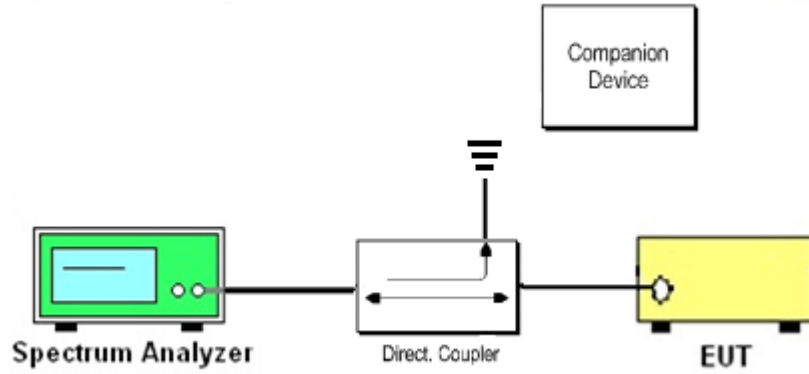 Companion
Device
Spectrum Analyzer
Direct. Coupler
EUT